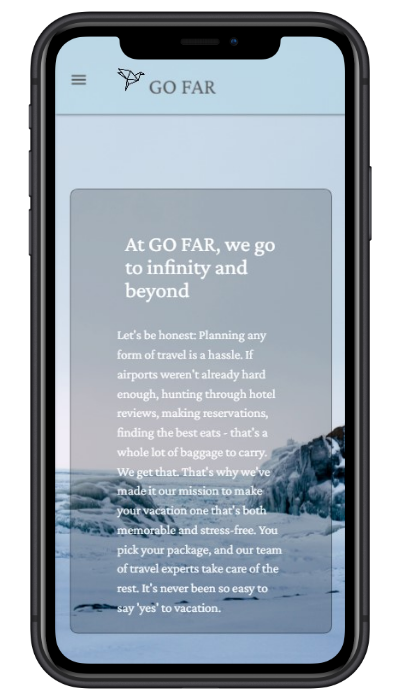 GO FAR
At GO FAR, we go
to infinity and
beyond
Let's be honest: Planning any
form of travel is a hassle. If
airports weren't already hard
enough, hunting through hotel
reviews, making reservations,
finding the best eats - that's a
whole lot of baggage to carry.
We get that. That's why we've
made it our mission to make
your vacation one that's both
memorable and stress-free. You
pick your package, and our team
of travel experts take care of the
rest. It's never been so easy to
say 'yes' to vacation.